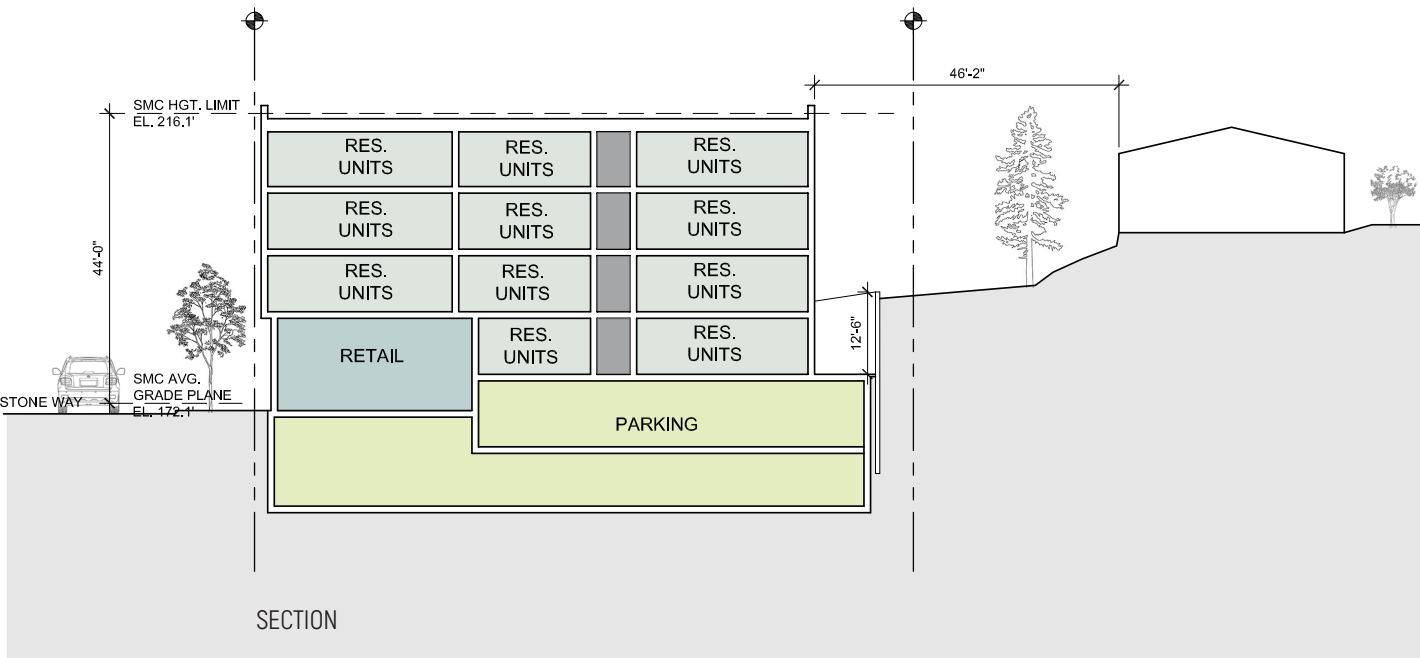 46'-2"
SMC HGT. LIMIT
EL. 216.1'
44'-0"
RES.
UNITS
RES.
UNITS
RES.
UNITS
RES.
UNITS
RES.
UNITS
RES.
UNITS
RES.
UNITS
RES.
UNITS
RES.
UNITS
RETAIL
RES.
UNITS
RES.
UNITS
12'-6"
SMC AVG.
GRADE PLANE
EL. 172.1'
STONE WAY
PARKING
SECTION